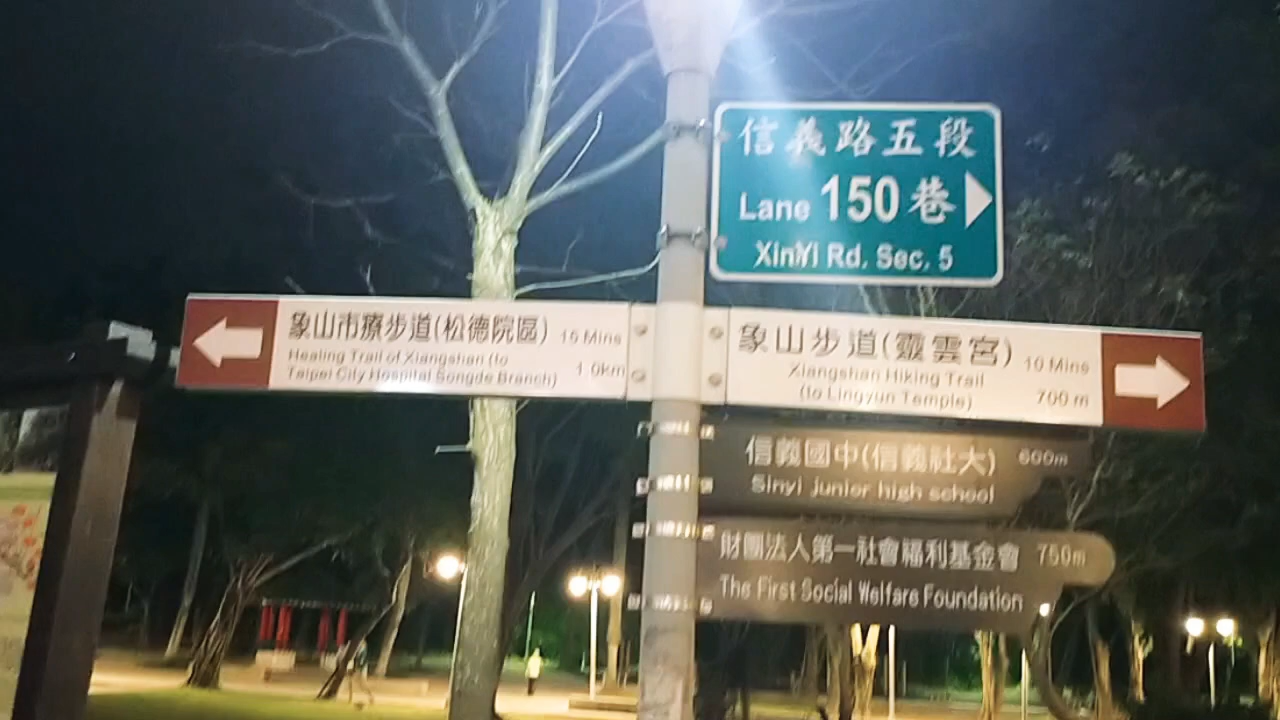 信義路五段
Lane 150巷
XinYi Rd. Sec. 5
象山市療步道(松德院區) 15 Mins
Healing Trail of Xiangshan (to
Taipei City Hospital Songde Branch) 1.0km
象山步道(靈雲宮) 10 Mins
Xiangshan Hiking Trail
(to Lingyun Temple) 700 m
信義國中(信義社大) 600m
Sinyi junior high school
財團法人第一社會福利基金會 750m
The First Social Welfare Foundation